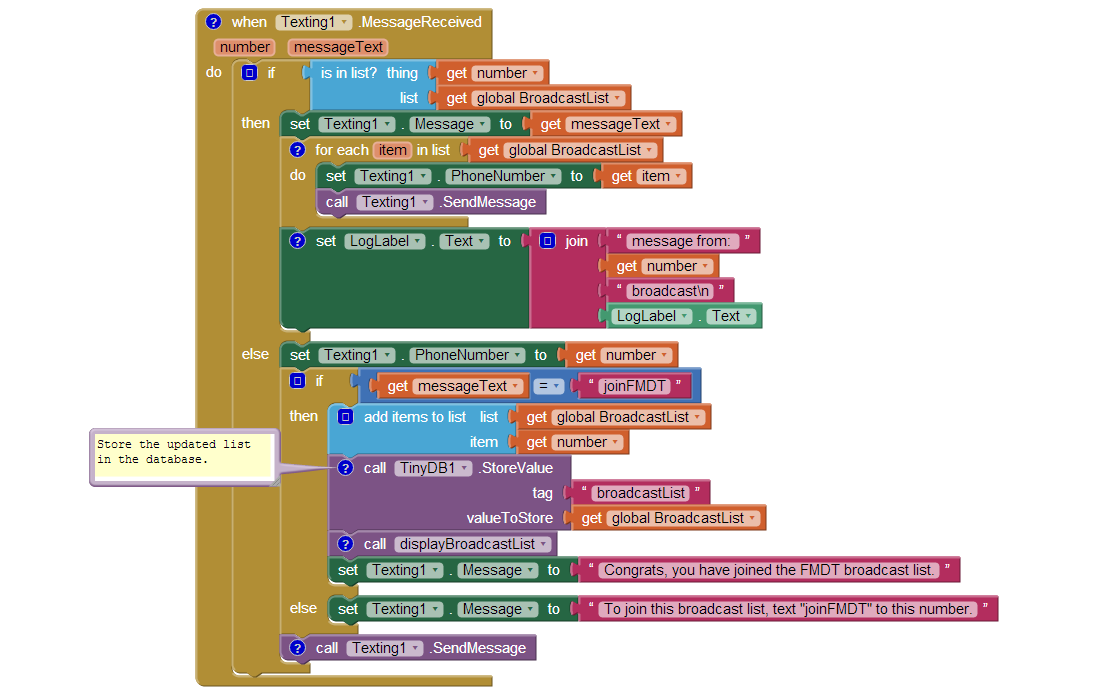 ? when Texting1 .MessageReceived
number messageText
do if is in list? thing get number
list get global BroadcastList
then set Texting1 . Message to get messageText
? for each item in list get global BroadcastList
do set Texting1 . PhoneNumber to get item
call Texting1 .SendMessage
? set LogLabel . Text to join “ message from: ”
get number
“ broadcast\n ”
LogLabel . Text
else set Texting1 . PhoneNumber to get number
if get messageText = “ joinFMDT ”
then add items to list list get global BroadcastList
item get number
Store the updated list
in the database.
? call TinyDB1 .StoreValue
tag “ broadcastList ”
valueToStore get global BroadcastList
? call displayBroadcastList
set Texting1 . Message to “ Congrats, you have joined the FMDT broadcast list. ”
else set Texting1 . Message to “ To join this broadcast list, text "joinFMDT" to this number. ”
? call Texting1 .SendMessage